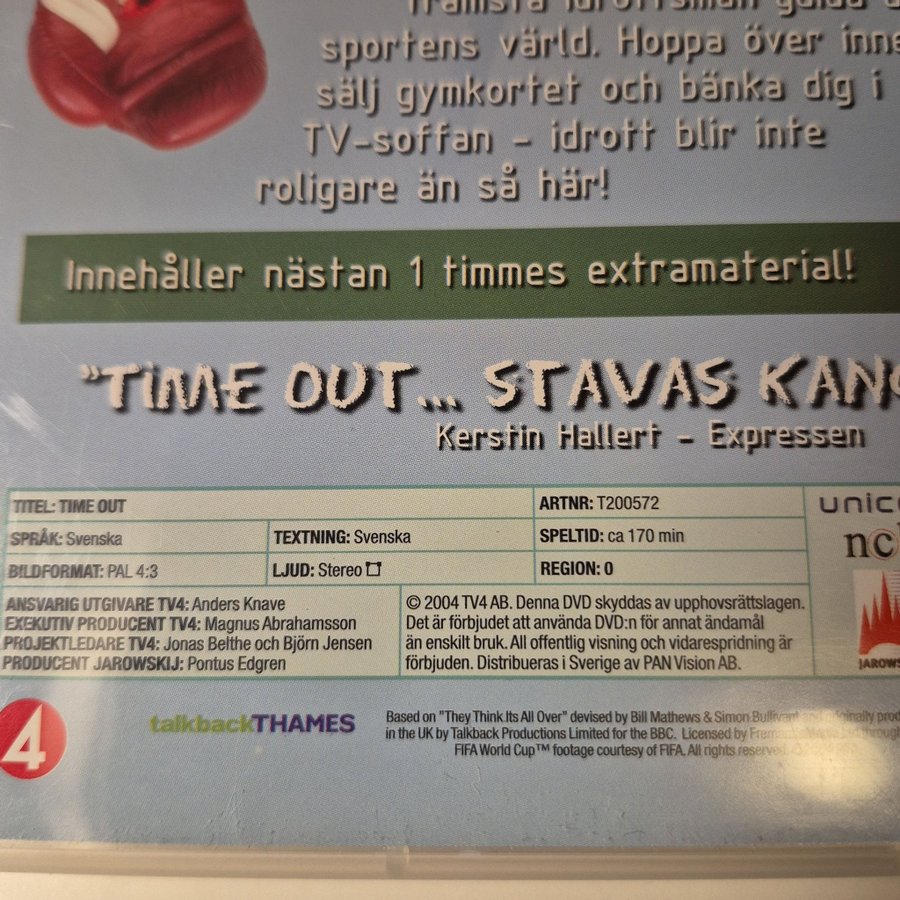 främsta idrottsmän guida
sportens värld. Hoppa över
sälj gymkortet och bänka dig i
TV-soffan - idrott blir inte
roligare än så här!
Innehåller nästan 1 timmes extramaterial!
"TIME OUT... STAVAS
Kerstin Hallert - Expressen
TITEL: TIME OUT
ARTNR: T200572
SPRÅK: Svenska
TEXTNING: Svenska
SPELTID: ca 170 min
BILDFORMAT: PAL 4:3
LJUD: Stereo
REGION: 0
ANSVARIG UTGIVARE TV4: Anders Knave
EXEKUTIV PRODUCENT TV4: Magnus Abrahamsson
PROJEKTLEDARE TV4: Jonas Belthe och Björn Jensen
PRODUCENT JAROWSKIJ: Pontus Edgren
© 2004 TV4 AB. Denna DVD skyddas av upphovsrättslagen.
Det är förbjudet att använda DVD:n för annat ändamål
än enskilt bruk. All offentlig visning och vidarespridning är
förbjuden. Distribueras i Sverige av PAN Vision AB.
4
talkbackTHAMES
Based on "They Think Its All Over" devised by Bill Mathews & Simon
in the UK by Talkback Productions Limited for the BBC. Licensed by
FIFA World Cup™ footage courtesy of FIFA. All rights reserved